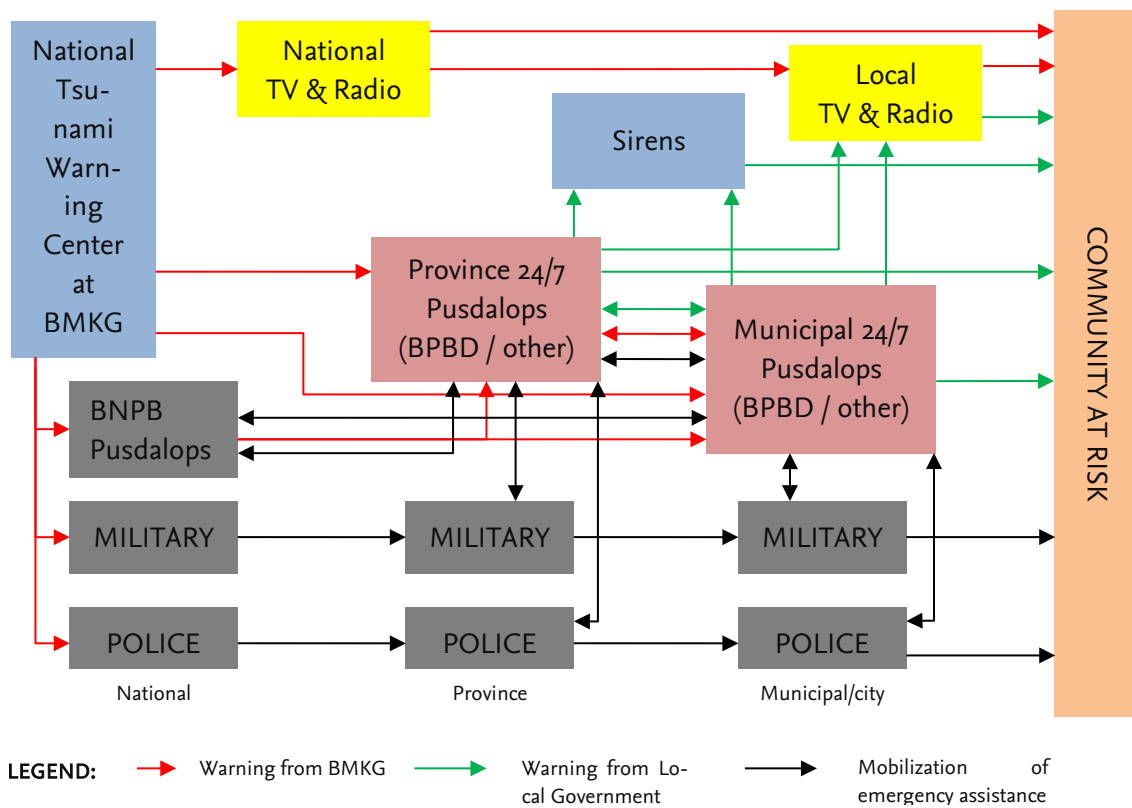 National
Tsu-
nami
Warn-
ing
Center
at
BMKG
National
TV & Radio
Local
TV & Radio
Sirens
Province 24/7
Pusdalops
(BPBD / other)
Municipal 24/7
Pusdalops
(BPBD / other)
BNPB
Pusdalops
MILITARY
MILITARY
MILITARY
POLICE
POLICE
POLICE
National
Province
Municipal/city
COMMUNITY AT RISK
LEGEND:
Warning from BMKG
Warning from Lo-
cal Government
Mobilization of
emergency assistance